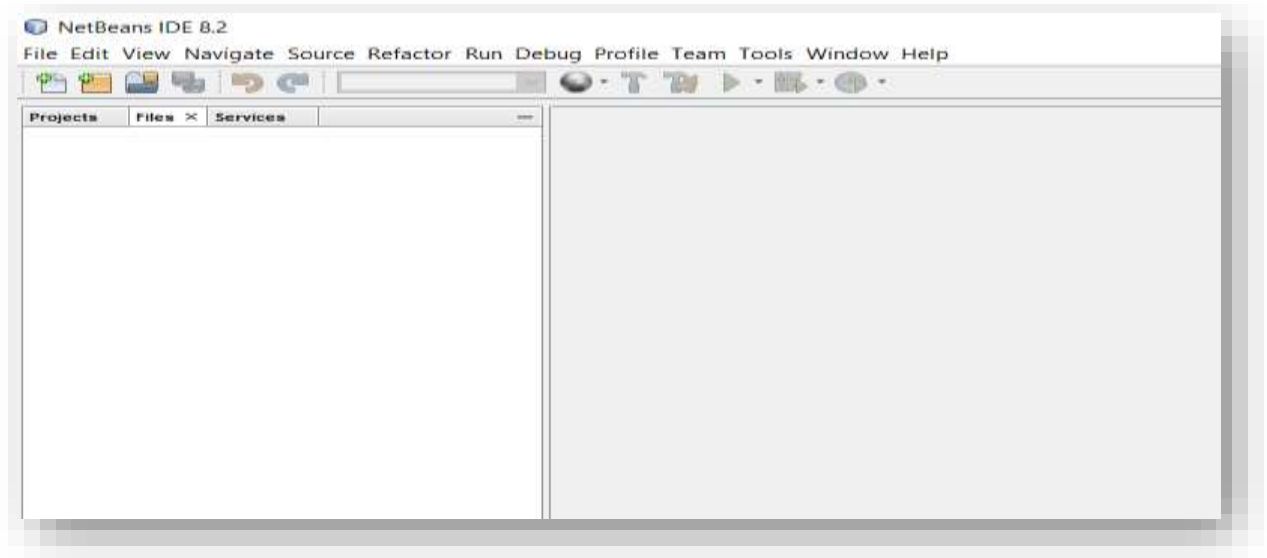 NetBeans IDE 8.2
File Edit View Navigate Source Refactor Run Debug Profile Team Tools Window Help
Projects Files × Services